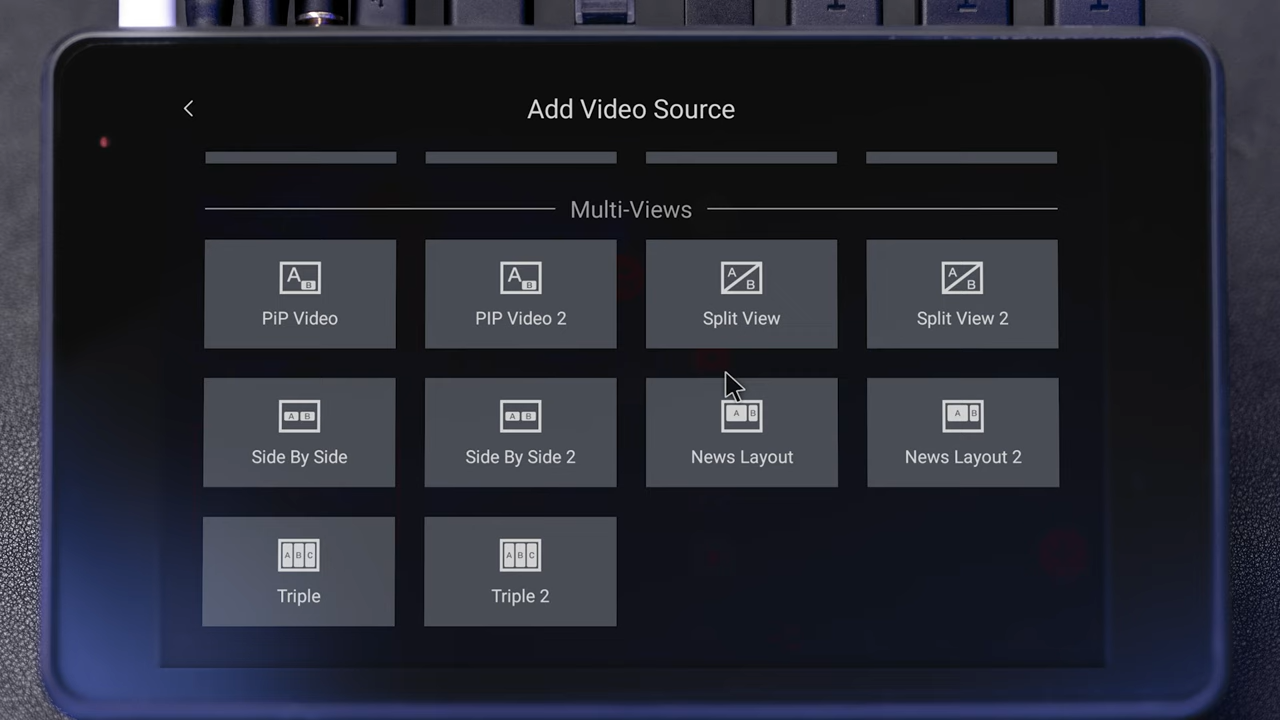 Add Video Source
Multi-Views
A B
A B
A B
A B
PiP Video
PIP Video 2
Split View
Split View 2
A B
A B
A B
A B
Side By Side
Side By Side 2
News Layout
News Layout 2
A B C
A B C
Triple
Triple 2